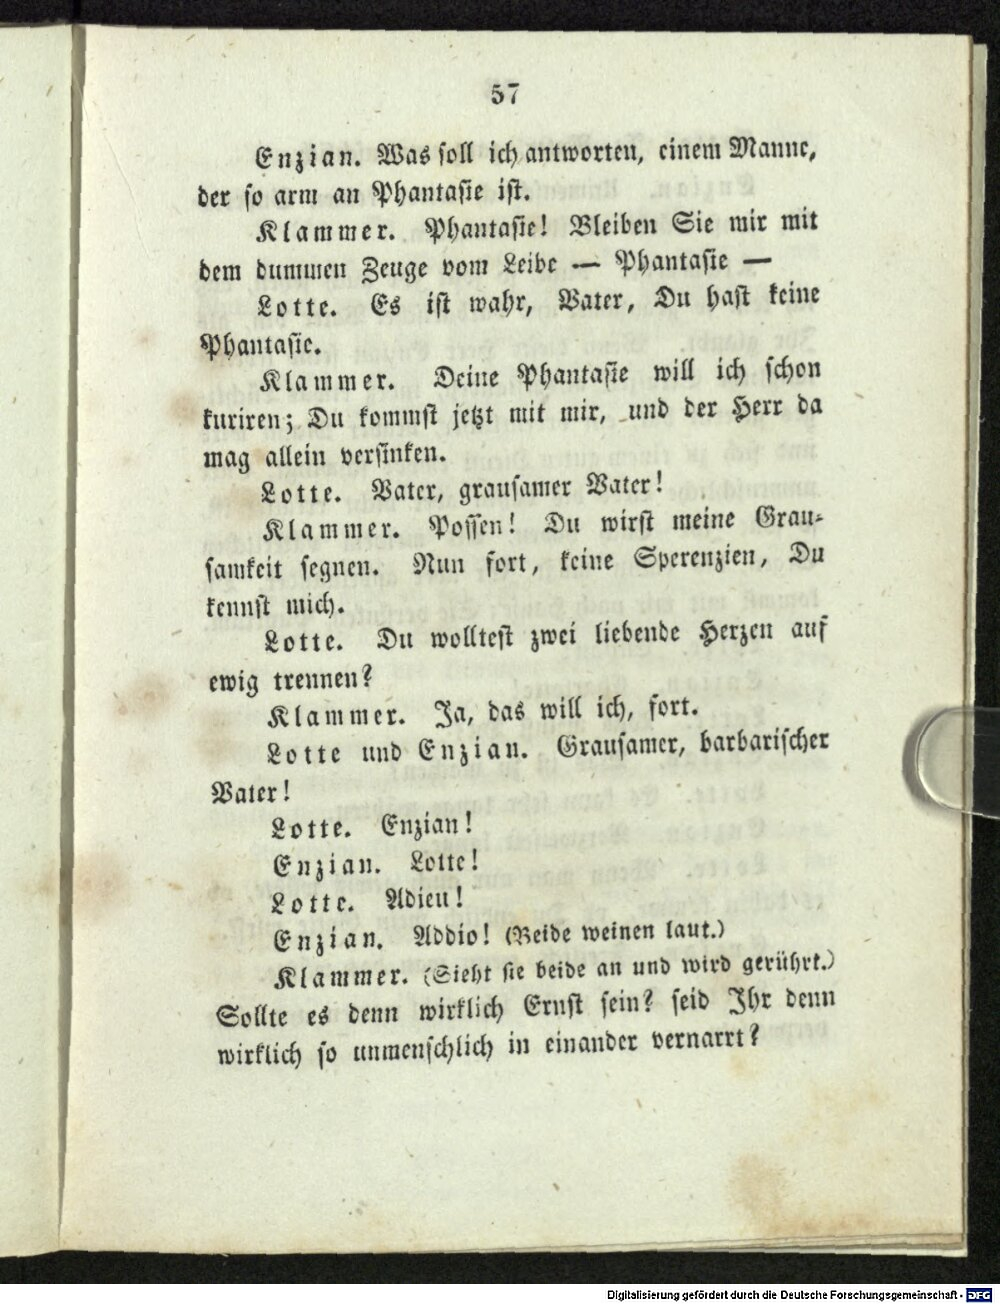 57
Enzian. Was soll ich antworten, einem Manne,
der so arm an Phantasie ist.
Klammer. Phantasie! Bleiben Sie mir mit
dem dummen Zeuge vom Leibe — Phantasie —
Lotte. Es ist wahr, Vater, Du hast keine
Phantasie.
Klammer. Deine Phantasie will ich schon
kuriren; Du kommst jetzt mit mir, und der Herr da
mag allein versinken.
Lotte. Vater, grausamer Vater!
Klammer. Possen! Du wirst meine Grau-
samkeit segnen. Nun fort, keine Sperenzien, Du
kennst mich.
Lotte. Du wolltest zwei liebende Herzen auf
ewig trennen?
Klammer. Ja, das will ich, fort.
Lotte und Enzian. Grausamer, barbarischer
Vater!
Lotte. Enzian!
Enzian. Lotte!
Lotte. Adieu!
Enzian. Addio! (Beide weinen laut.)
Klammer. (Sieht sie beide an und wird gerührt.)
Sollte es denn wirklich Ernst sein? seid Ihr denn
wirklich so unmenschlich in einander vernarrt?
Digitalisierung gefördert durch die Deutsche Forschungsgemeinschaft - DFG